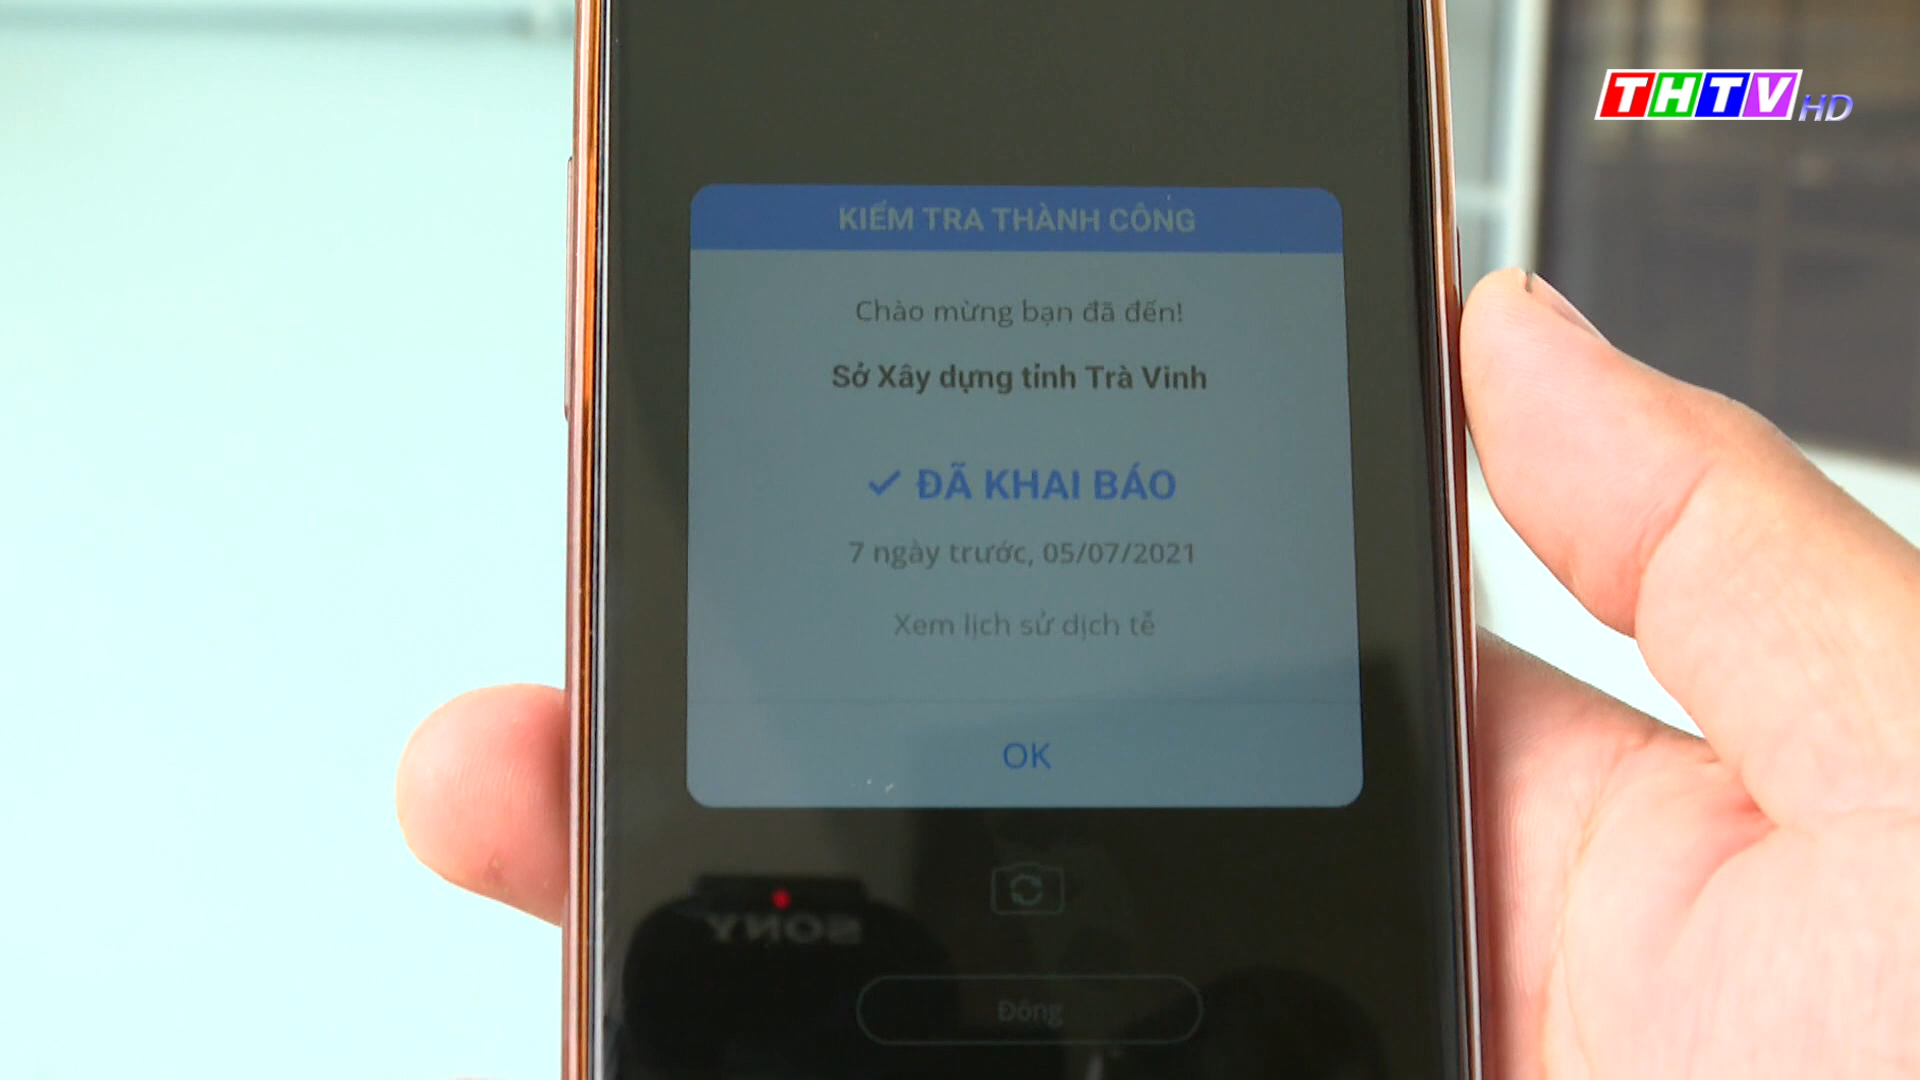 THTV HD
KIỂM TRA THÀNH CÔNG
Chào mừng bạn đã đến!
Sở Xây dựng tỉnh Trà Vinh
✓ ĐÃ KHAI BÁO
7 ngày trước, 05/07/2021
Xem lịch sử dịch tễ
OK
SONY
Đóng